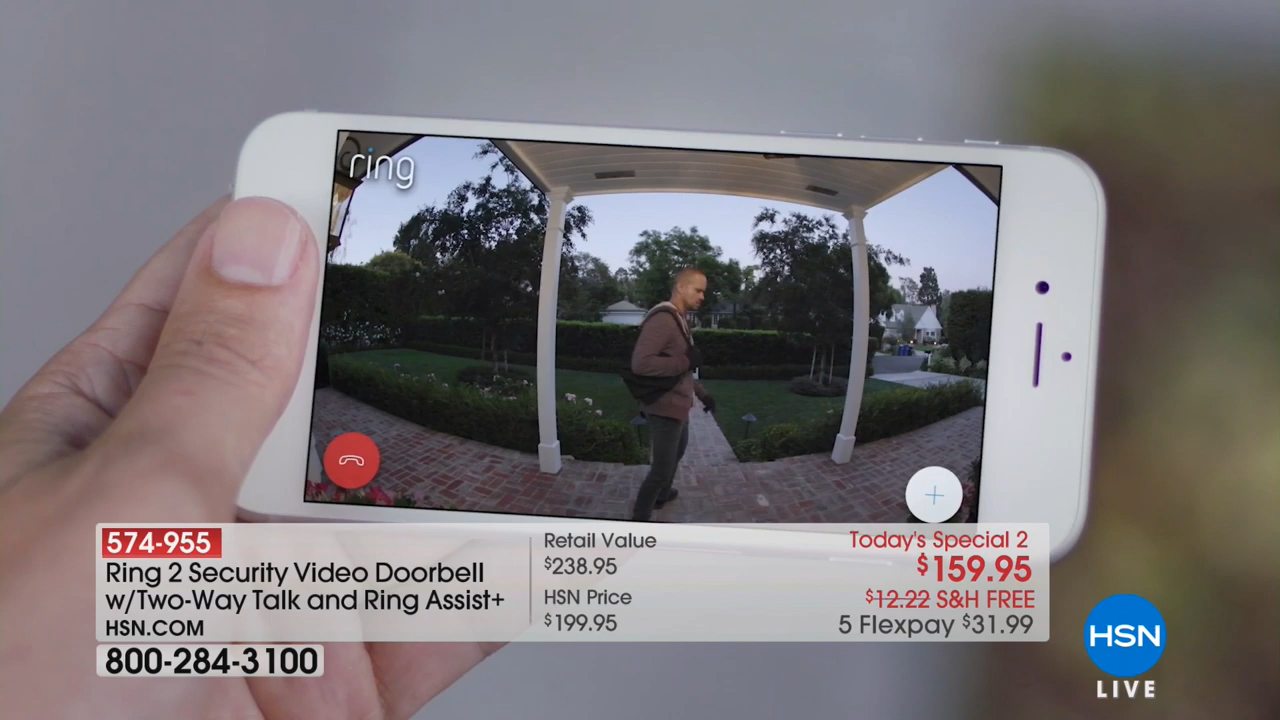 ring
574-955
Ring 2 Security Video Doorbell
w/Two-Way Talk and Ring Assist+
HSN.COM
800-284-3100
Retail Value
$238.95
HSN Price
$199.95
Today's Special 2
$159.95
$12.22 S&H FREE
5 Flexpay $31.99
HSN
LIVE